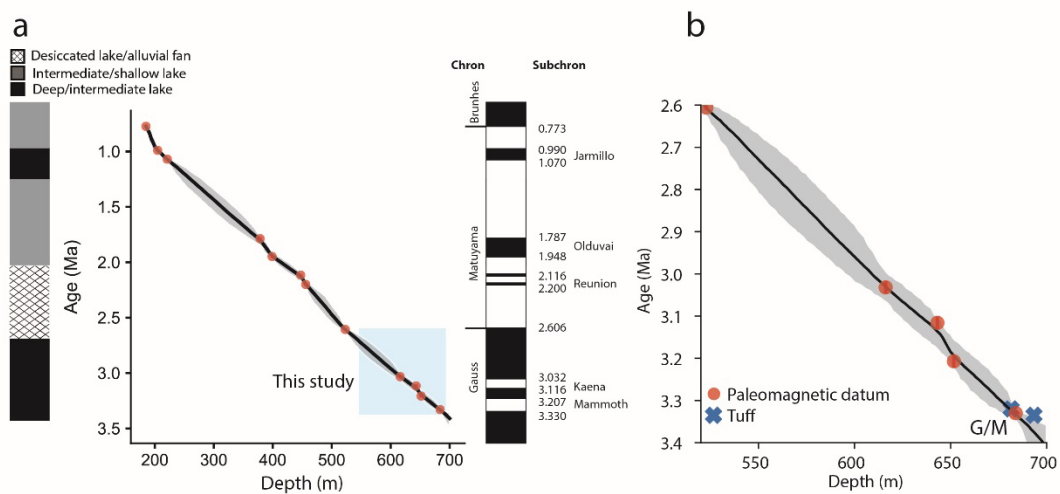 a
Desiccated lake/alluvial fan
Intermediate/shallow lake
Deep/intermediate lake
Age (Ma)
1.0
1.5
2.0
2.5
3.0
3.5
This study
200 300 400 500 600 700
Depth (m)
Chron Subchron
Brunhes
Matuyama
Gauss
0.773
0.990
1.070
Jarmillo
1.787
Olduvai
1.948
2.116
Reunion
2.200
2.606
3.032
Kaena
3.116
3.207
Mammoth
3.330
b
Age (Ma)
2.6
2.7
2.8
2.9
3.0
3.1
3.2
3.3
3.4
Paleomagnetic datum
Tuff
G/M
550 600 650 700
Depth (m)